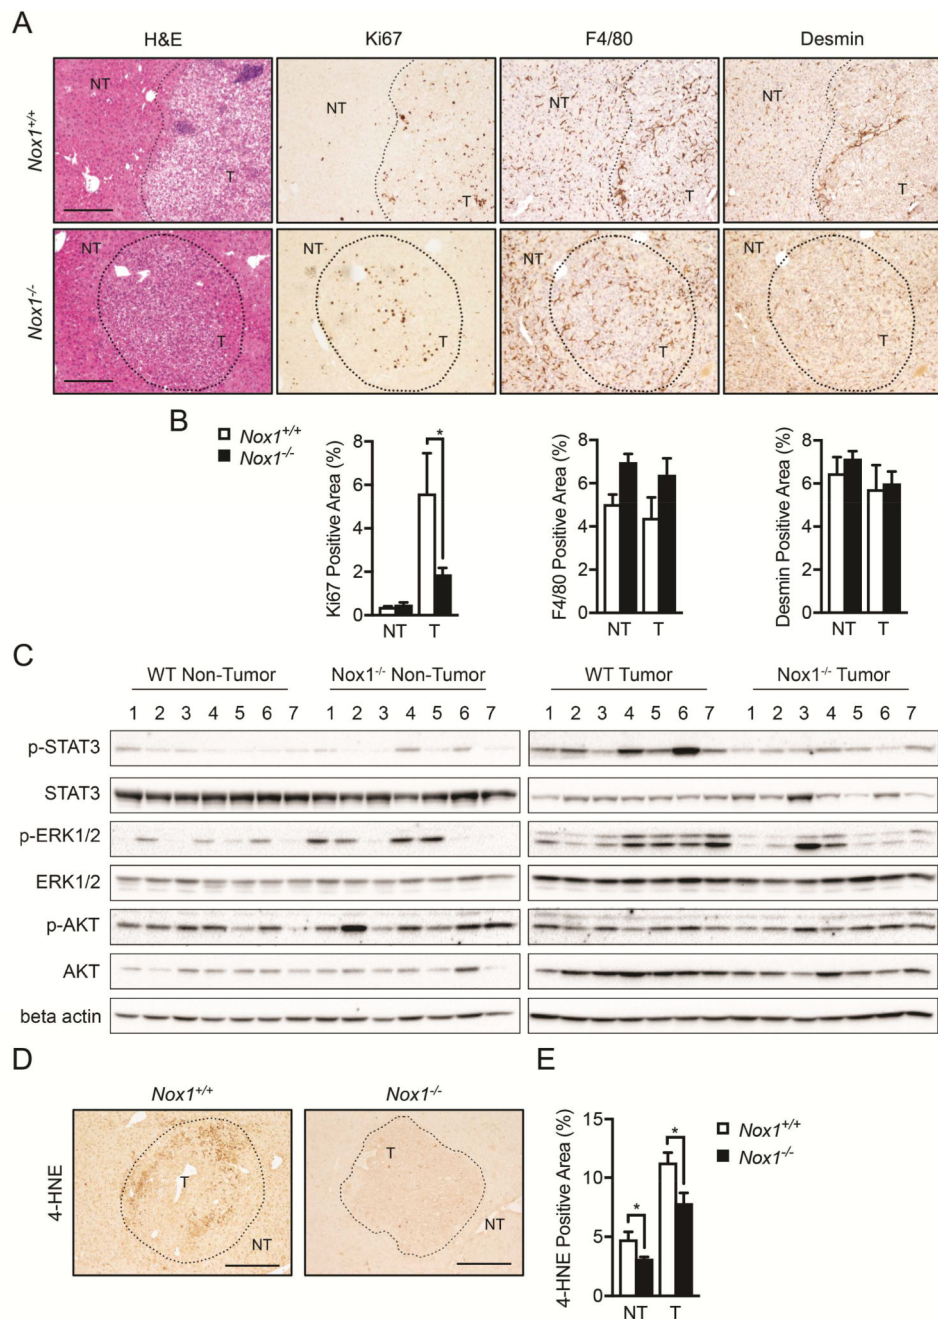 A
H&E Ki67 F4/80 Desmin
Nox1+/+
NT T NT T NT T NT T
Nox1-/-
NT T NT T NT T NT T
B
Nox1+/+
Nox1-/-
Ki67 Positive Area (%)
8
6
4
2
0
*
NT T
F4/80 Positive Area (%)
8
6
4
2
0
NT T
Desmin Positive Area (%)
8
6
4
2
0
NT T
C
WT Non-Tumor Nox1-/- Non-Tumor WT Tumor Nox1-/- Tumor
1 2 3 4 5 6 7 1 2 3 4 5 6 7 1 2 3 4 5 6 7 1 2 3 4 5 6 7
p-STAT3
STAT3
p-ERK1/2
ERK1/2
p-AKT
AKT
beta actin
D
Nox1+/+ Nox1-/-
4-HNE
T NT T NT
E
4-HNE Positive Area (%)
15
10
5
0
* *
NT T
Nox1+/+
Nox1-/-